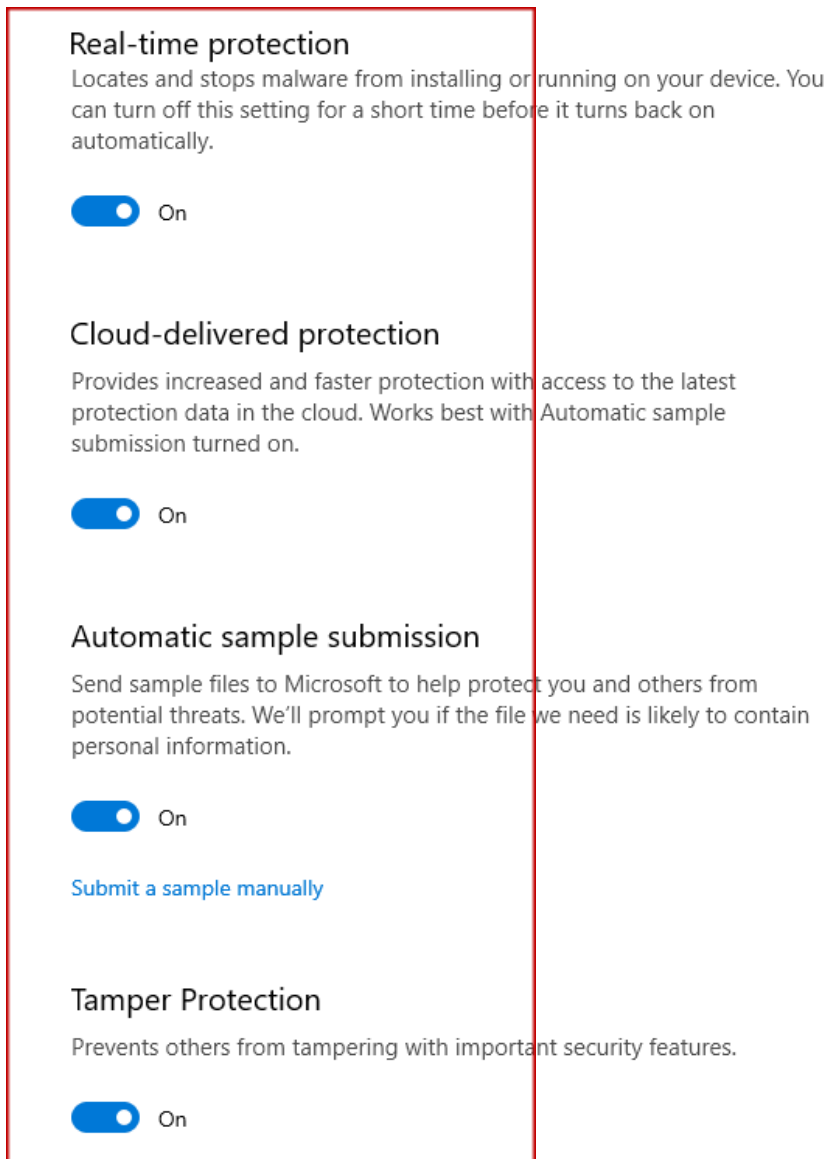 Real-time protection
Locates and stops malware from installing or running on your device. You
can turn off this setting for a short time before it turns back on
automatically.
On
Cloud-delivered protection
Provides increased and faster protection with access to the latest
protection data in the cloud. Works best with Automatic sample
submission turned on.
On
Automatic sample submission
Send sample files to Microsoft to help protect you and others from
potential threats. We’ll prompt you if the file we need is likely to contain
personal information.
On
Submit a sample manually
Tamper Protection
Prevents others from tampering with important security features.
On